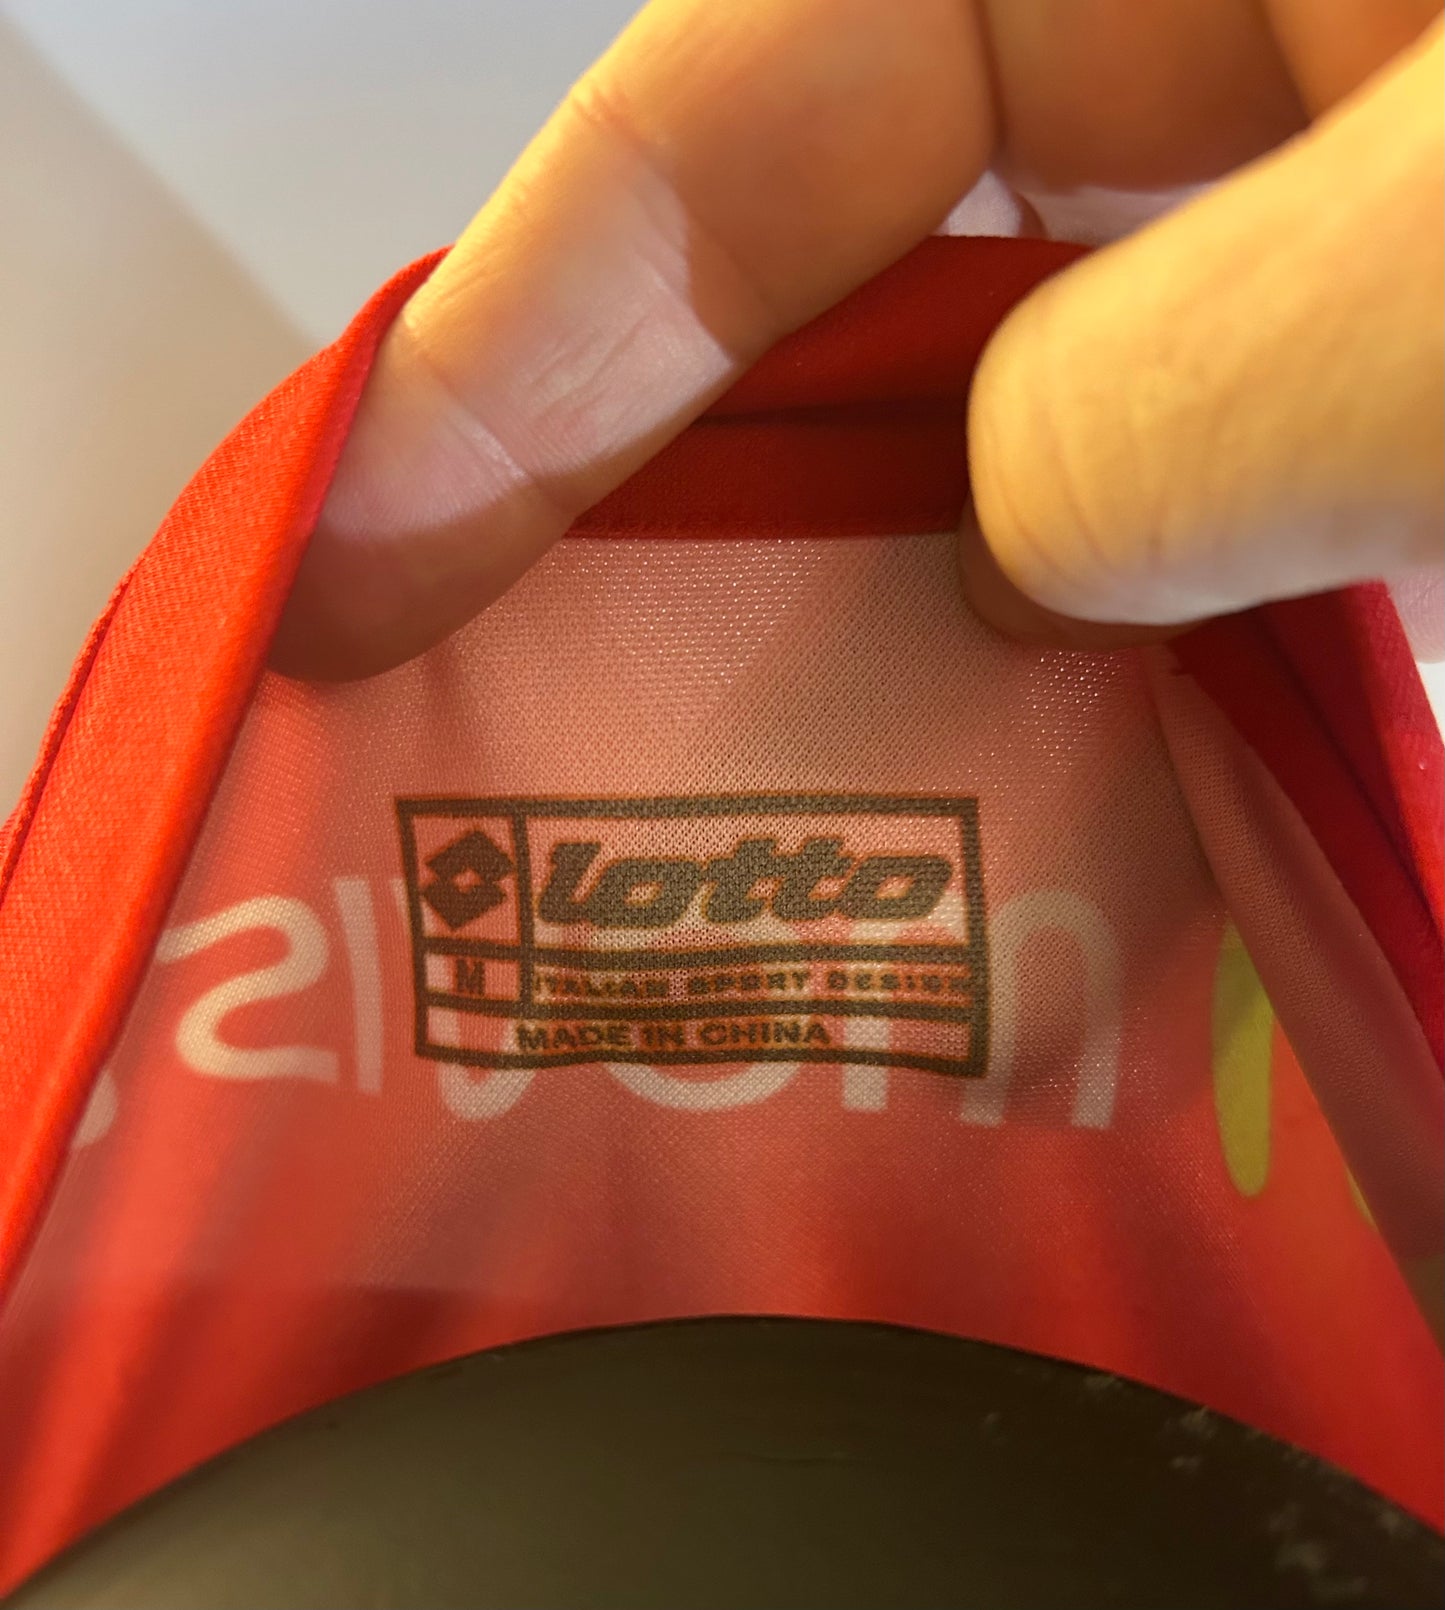 Lotto
M
ITALIAN SPORT DESIGN
MADE IN CHINA